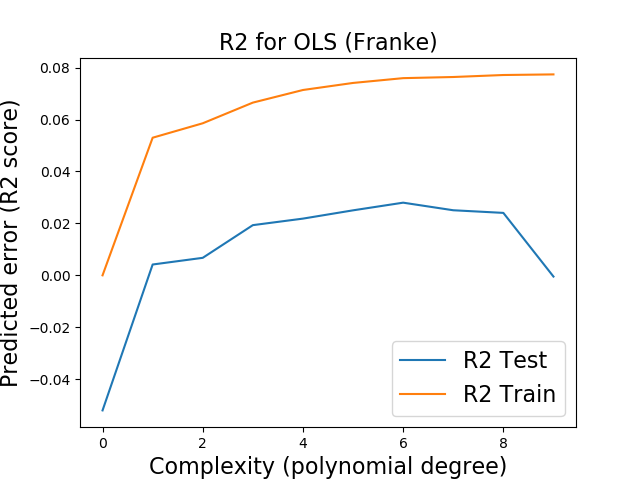 R2 for OLS (Franke)
Predicted error (R2 score)
0.08
0.06
0.04
0.02
0.00
−0.02
−0.04
R2 Test
R2 Train
0 2 4 6 8
Complexity (polynomial degree)